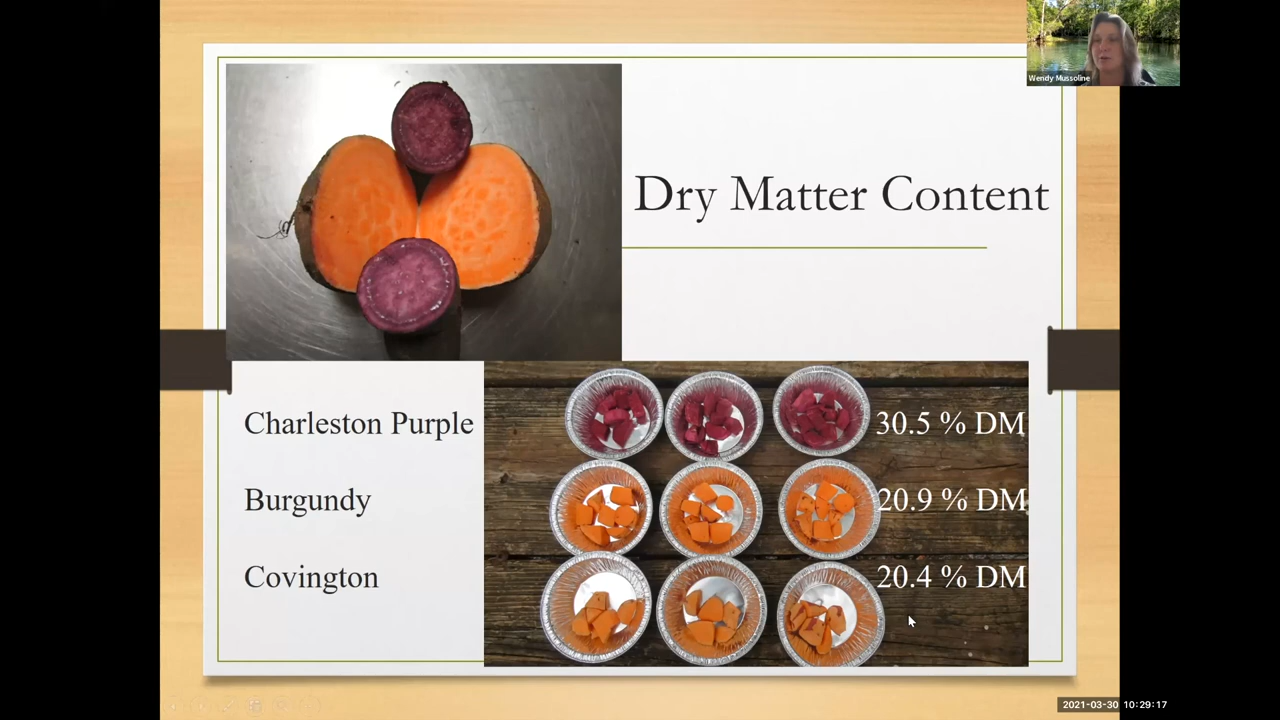 Wendy Mussoline
Dry Matter Content
Charleston Purple 30.5 % DM
Burgundy 20.9 % DM
Covington 20.4 % DM
2021-03-30 10:29:17